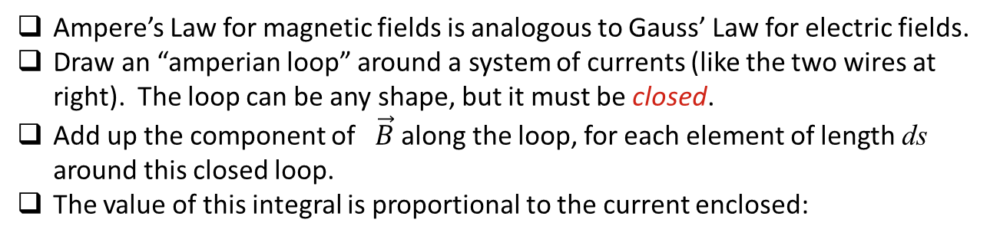 ❑ Ampere’s Law for magnetic fields is analogous to Gauss’ Law for electric fields.
❑ Draw an “amperian loop” around a system of currents (like the two wires at
right). The loop can be any shape, but it must be closed.
❑ Add up the component of B⃗ along the loop, for each element of length ds
around this closed loop.
❑ The value of this integral is proportional to the current enclosed: